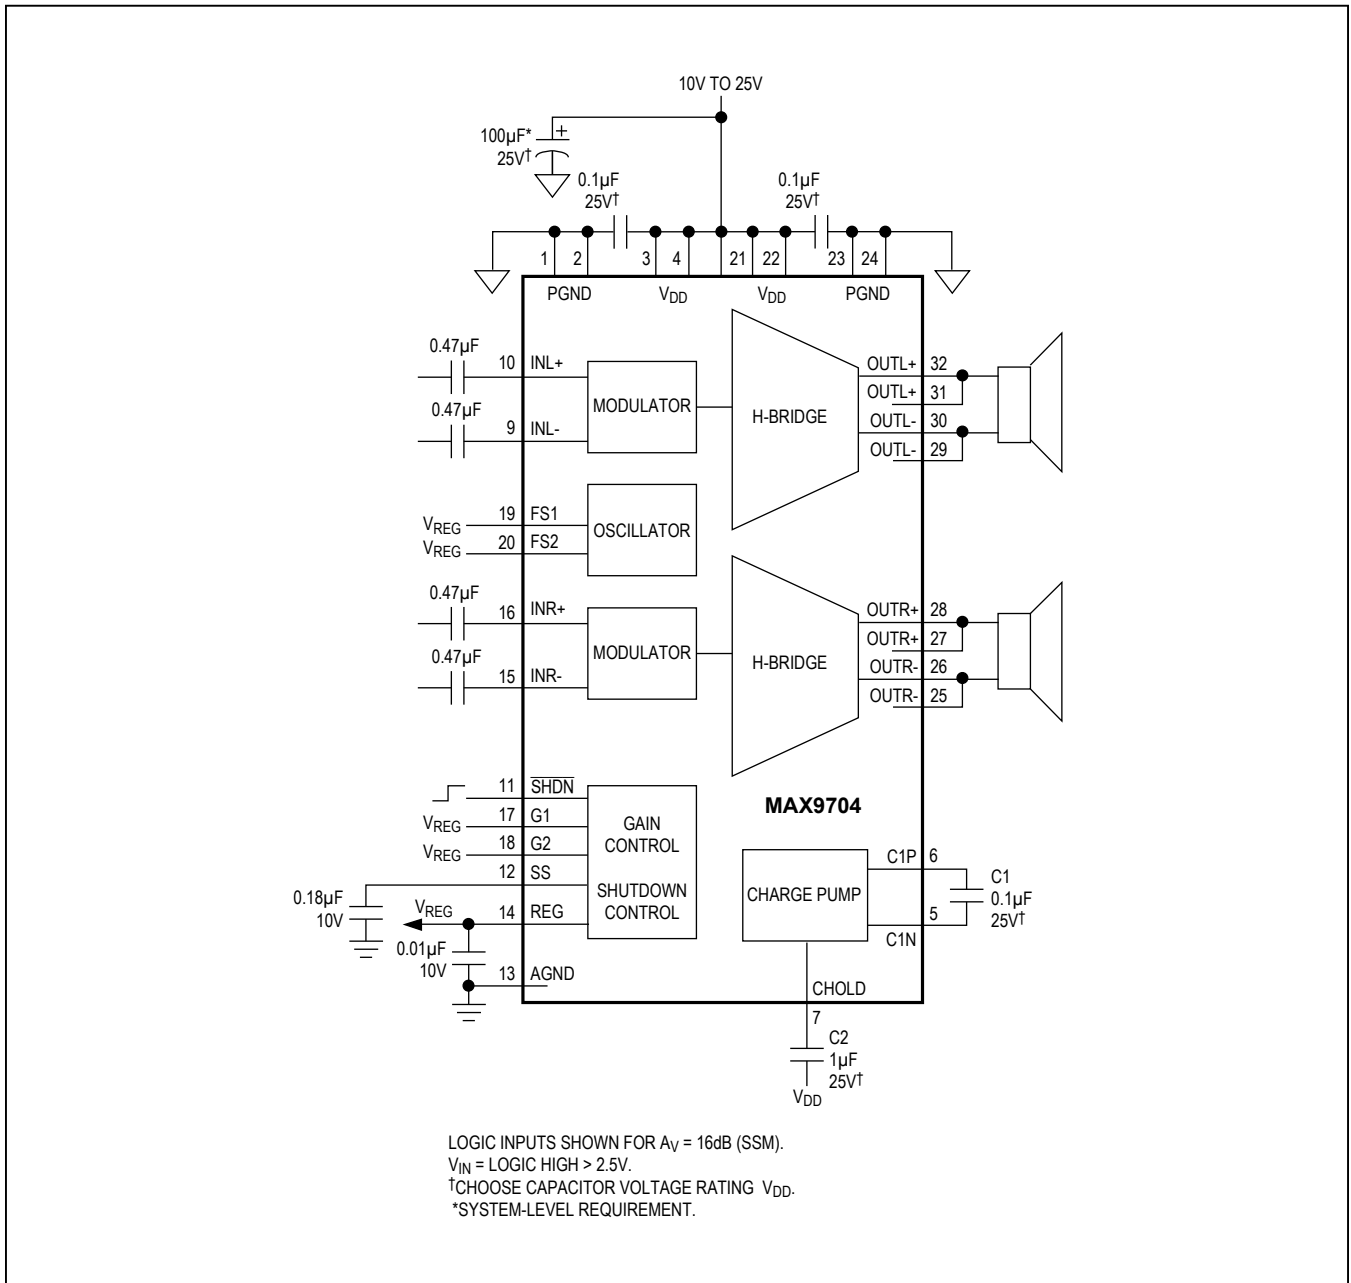 10V TO 25V
100µF*
25V†
0.1µF
25V†
0.1µF
25V†
1 2 3 4 21 22 23 24
PGND VDD VDD PGND
0.47µF
10 INL+
0.47µF
9 INL-
MODULATOR
H-BRIDGE
OUTL+ 32
OUTL+ 31
OUTL- 30
OUTL- 29
VREG 19 FS1
VREG 20 FS2
OSCILLATOR
0.47µF
16 INR+
0.47µF
15 INR-
MODULATOR
H-BRIDGE
OUTR+ 28
OUTR+ 27
OUTR- 26
OUTR- 25
11 SHDN
VREG 17 G1
VREG 18 G2
12 SS
0.18µF
10V
VREG 14 REG
0.01µF
10V
13 AGND
GAIN
CONTROL
SHUTDOWN
CONTROL
MAX9704
CHARGE PUMP
C1P 6
C1
0.1µF
25V†
5
C1N
CHOLD
7
C2
1µF
25V†
VDD
LOGIC INPUTS SHOWN FOR AV = 16dB (SSM).
VIN = LOGIC HIGH > 2.5V.
†CHOOSE CAPACITOR VOLTAGE RATING VDD.
*SYSTEM-LEVEL REQUIREMENT.